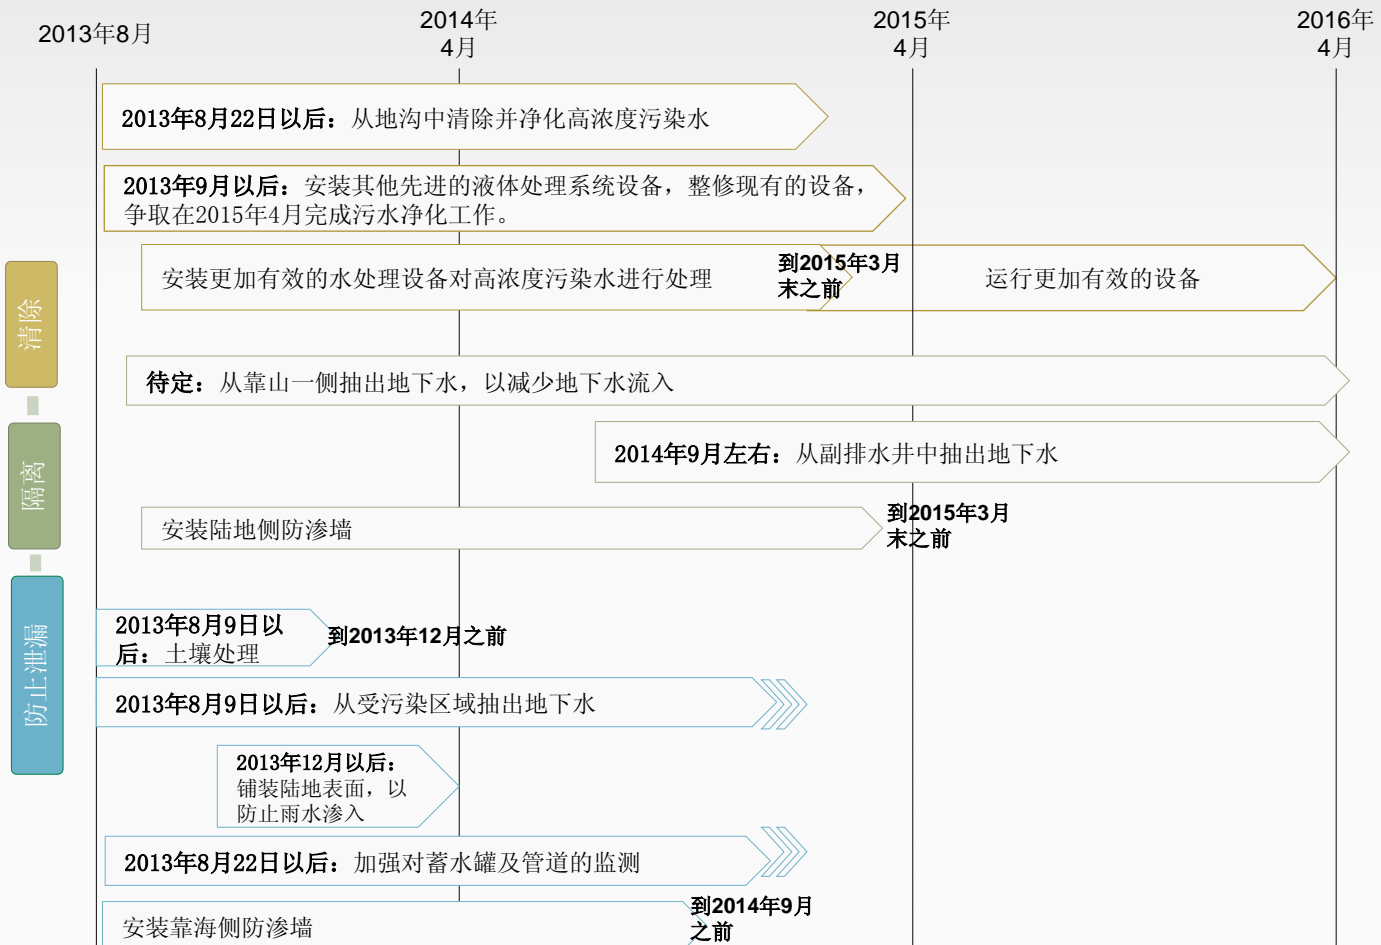 2013年8月
2014年
4月
2015年
4月
2016年
4月
2013年8月22日以后：从地沟中清除并净化高浓度污染水
2013年9月以后：安装其他先进的液体处理系统设备，整修现有的设备，
争取在2015年4月完成污水净化工作。
安装更加有效的水处理设备对高浓度污染水进行处理
到2015年3月
末之前
运行更加有效的设备
清除
待定：从靠山一侧抽出地下水，以减少地下水流入
2014年9月左右：从副排水井中抽出地下水
隔离
安装陆地侧防渗墙
到2015年3月
末之前
防止泄漏
2013年8月9日以
后：土壤处理
到2013年12月之前
2013年8月9日以后：从受污染区域抽出地下水
2013年12月以后：
铺装陆地表面，以
防止雨水渗入
2013年8月22日以后：加强对蓄水罐及管道的监测
安装靠海侧防渗墙
到2014年9月
之前